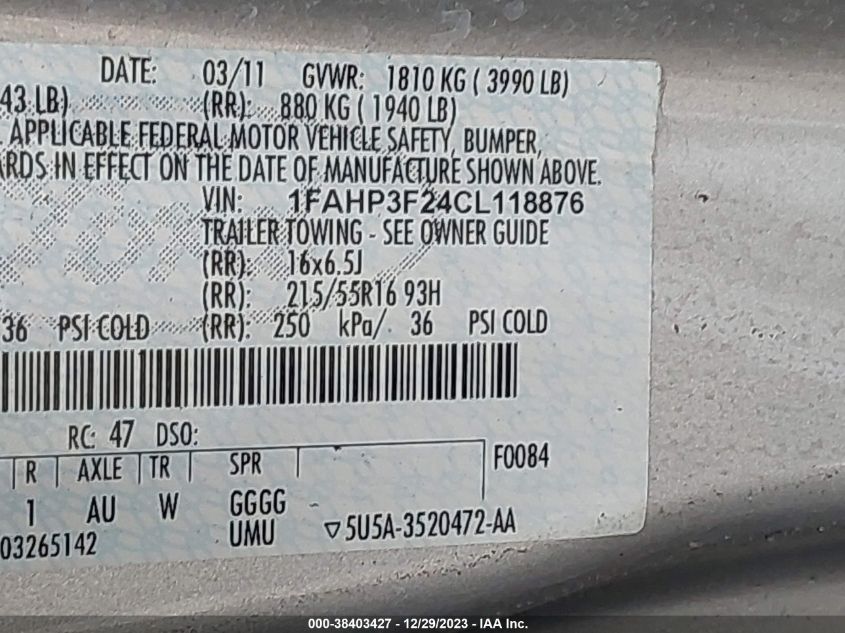 DATE: 03/11 GVWR: 1810 KG ( 3990 LB)
43 LB) (RR): 880 KG ( 1940 LB)
APPLICABLE FEDERAL MOTOR VEHICLE SAFETY, BUMPER,
ARDS IN EFFECT ON THE DATE OF MANUFACTURE SHOWN ABOVE.
VIN: 1FAHP3F24CL118876
TRAILER TOWING - SEE OWNER GUIDE
(RR): 16x6.5J
(RR): 215/55R16 93H
36 PSI COLD (RR): 250 kPa/ 36 PSI COLD
RC: 47 DSO:
R AXLE TR SPR F0084
1 AU W GGGG
03265142 UMU ▽5U5A-3520472-AA
000-38403427 - 12/29/2023 - IAA Inc.